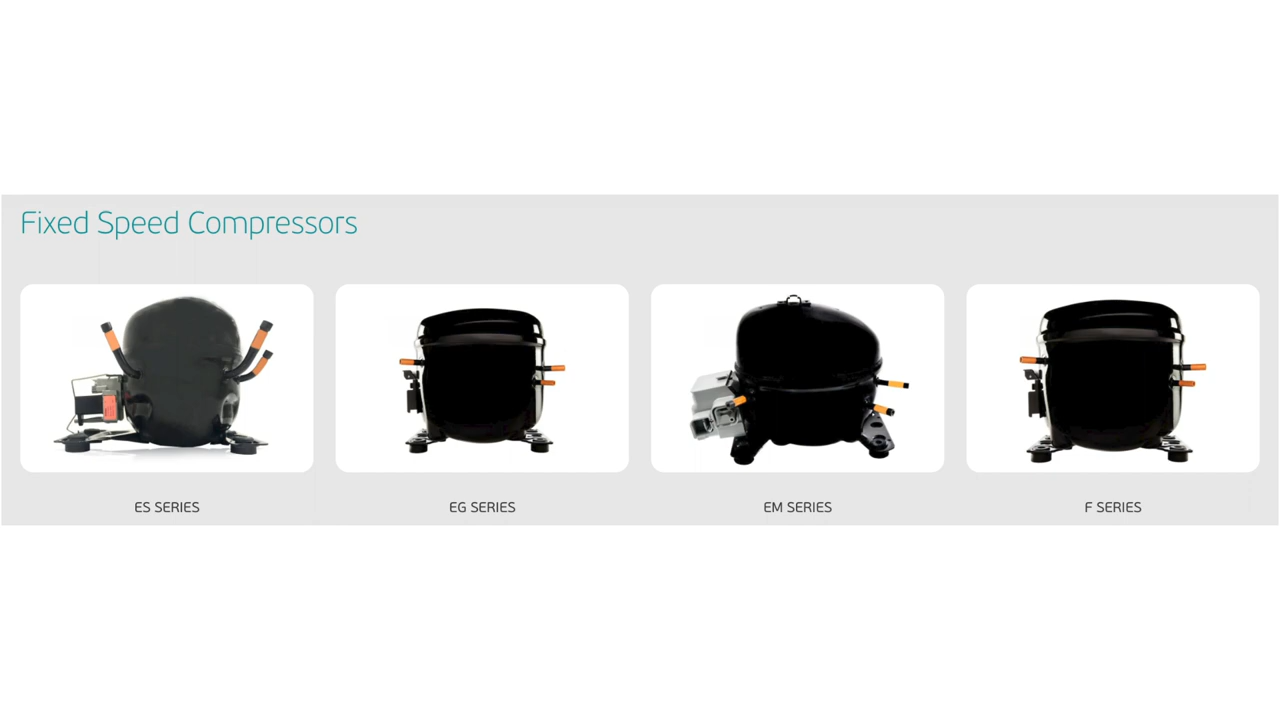 Fixed Speed Compressors
ES SERIES
EG SERIES
EM SERIES
F SERIES